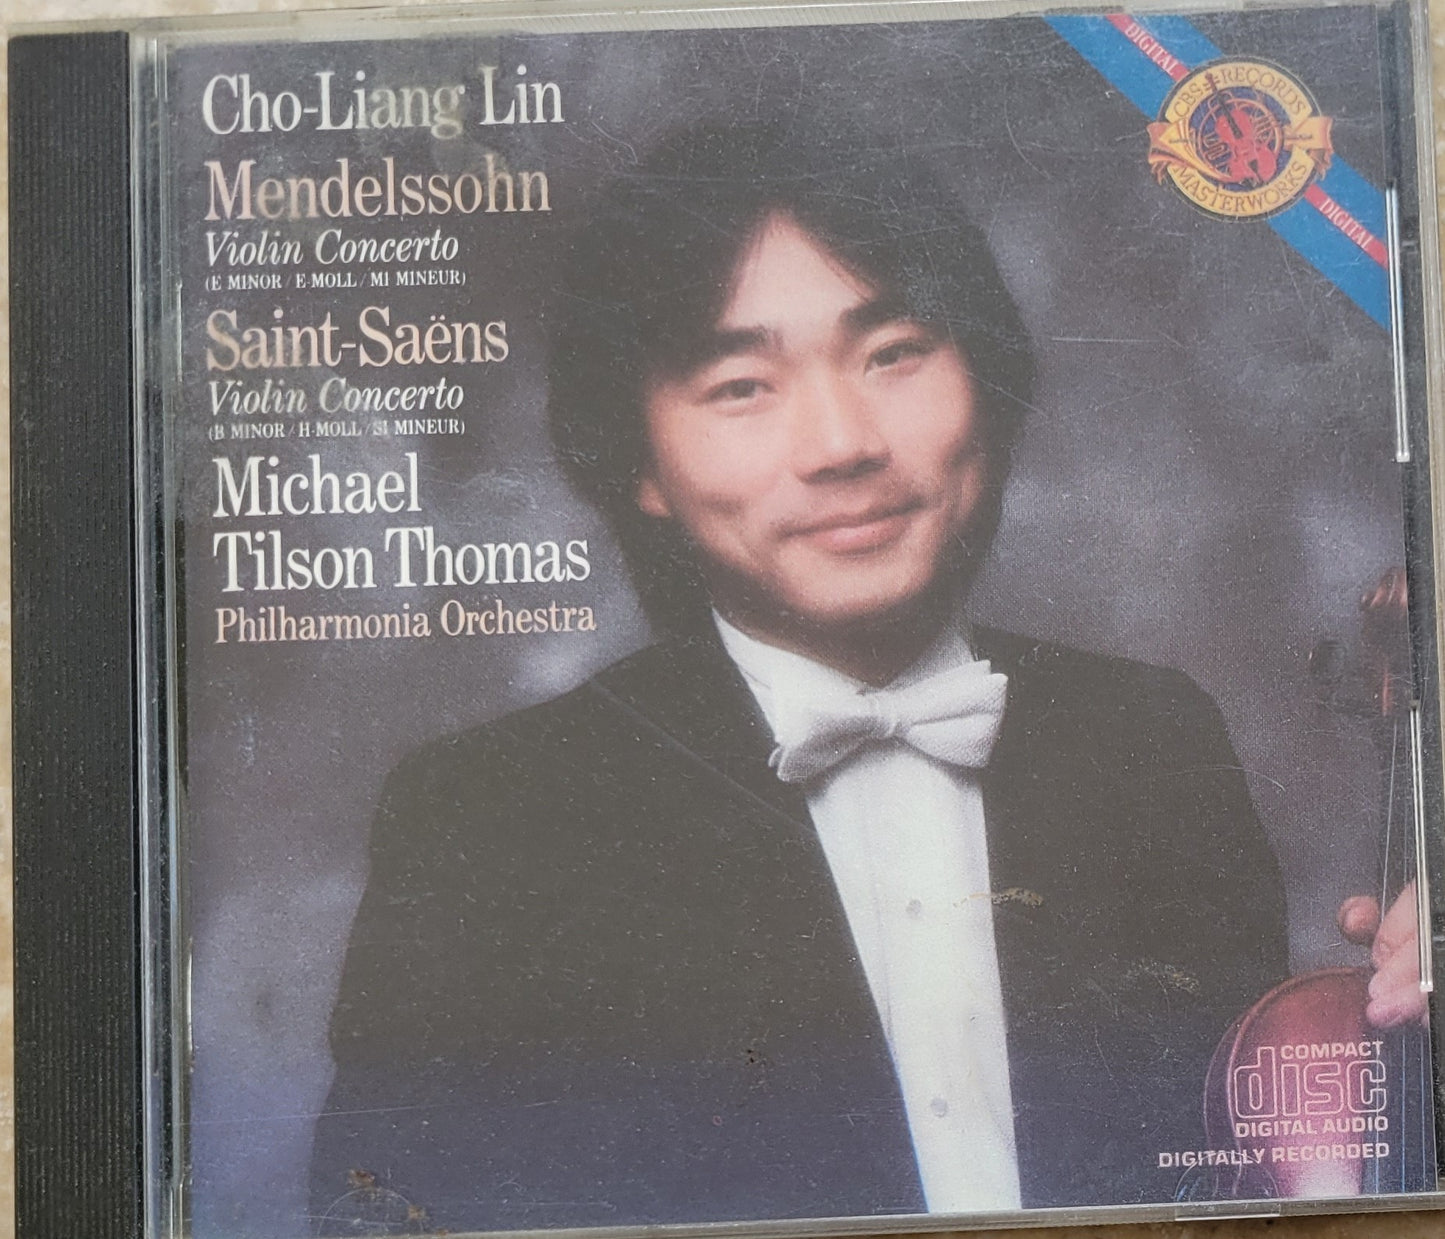 Cho-Liang Lin
Mendelssohn
Violin Concerto
(E MINOR / E-MOLL / MI MINEUR)
Saint-Saëns
Violin Concerto
(B MINOR / H-MOLL / SI MINEUR)
Michael
Tilson Thomas
Philharmonia Orchestra
DIGITAL
CBS RECORDS
MASTERWORKS
DIGITAL
COMPACT
disc
DIGITAL AUDIO
DIGITALLY RECORDED